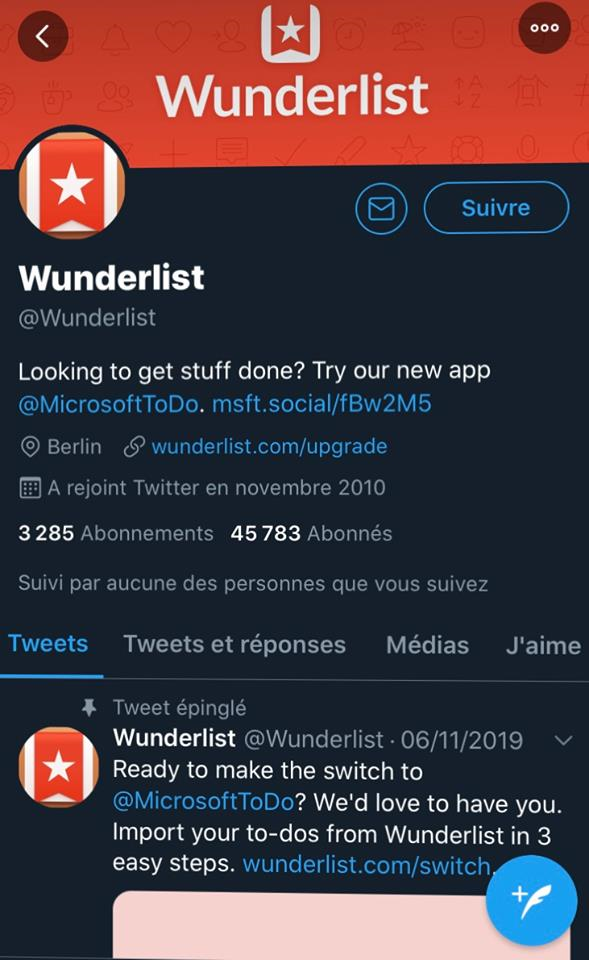 Wunderlist
Suivre
Wunderlist
@Wunderlist
Looking to get stuff done? Try our new app
@MicrosoftToDo. msft.social/fBw2M5
Berlin wunderlist.com/upgrade
A rejoint Twitter en novembre 2010
3 285 Abonnements 45 783 Abonnés
Suivi par aucune des personnes que vous suivez
Tweets Tweets et réponses Médias J'aime
Tweet épinglé
Wunderlist @Wunderlist · 06/11/2019
Ready to make the switch to
@MicrosoftToDo? We'd love to have you.
Import your to-dos from Wunderlist in 3
easy steps. wunderlist.com/switch.